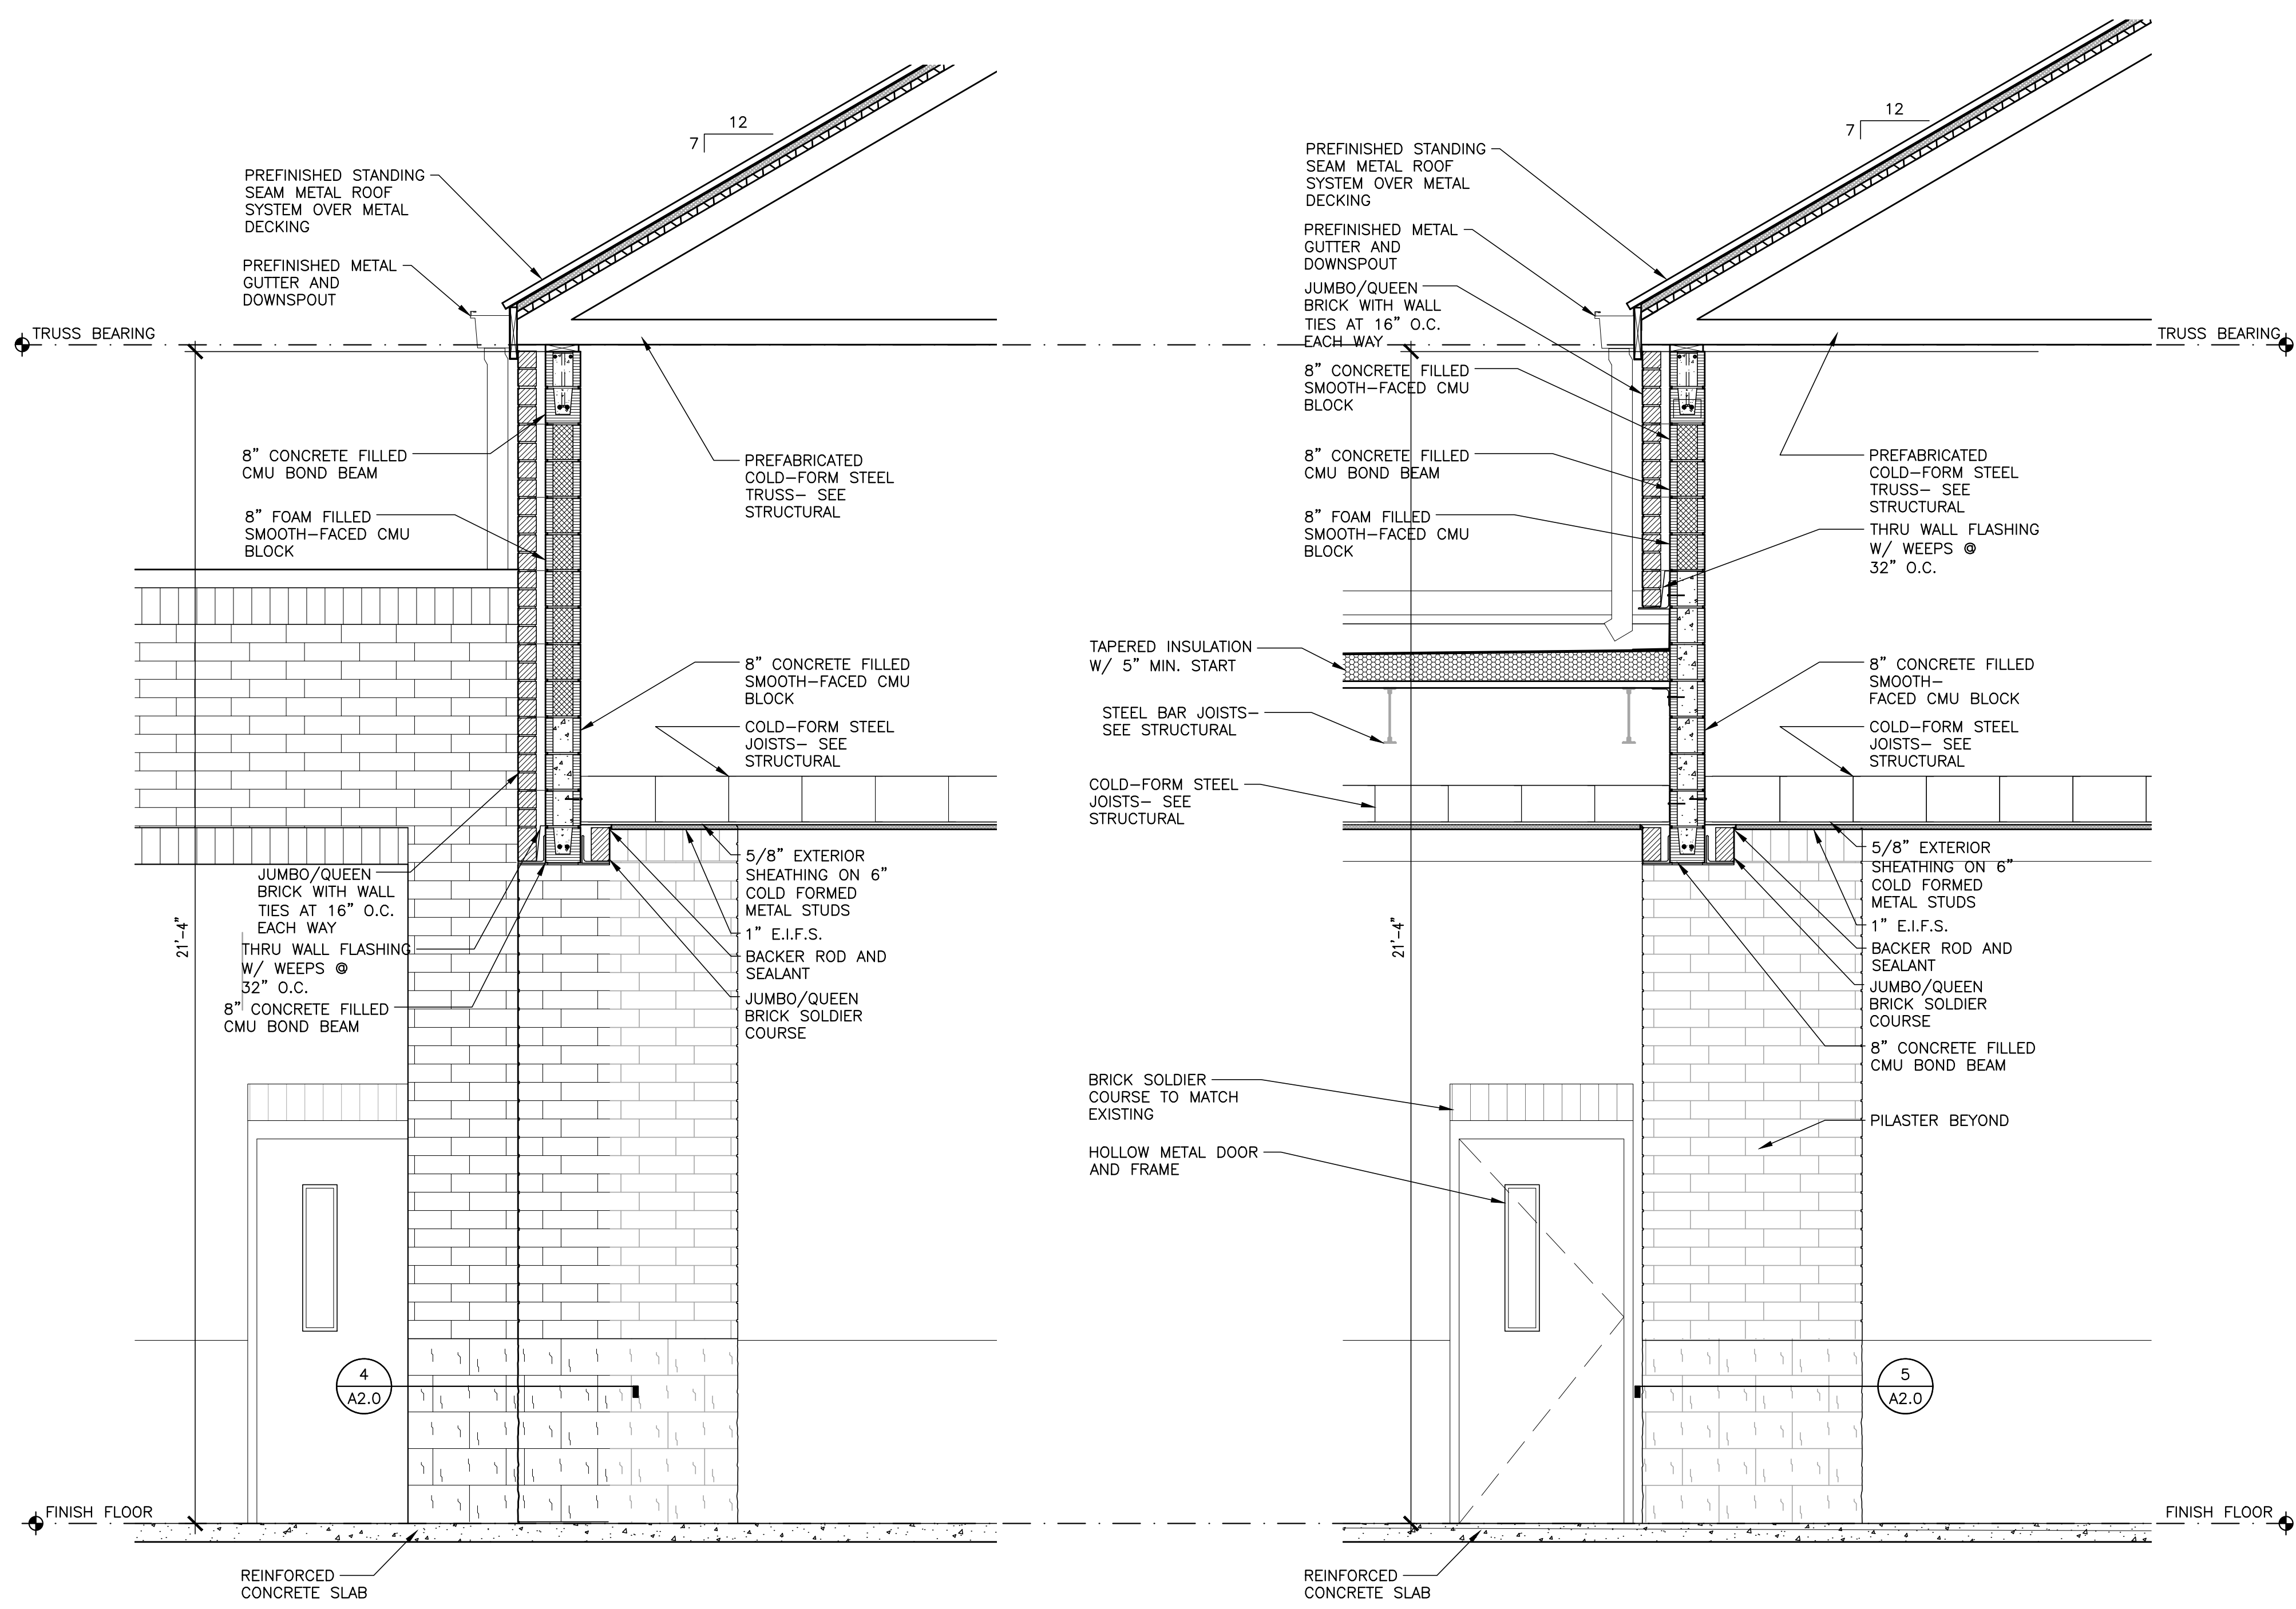 12
7
PREFINISHED STANDING
SEAM METAL ROOF
SYSTEM OVER METAL
DECKING
PREFINISHED METAL
GUTTER AND
DOWNSPOUT
TRUSS BEARING
8” CONCRETE FILLED
CMU BOND BEAM
8” FOAM FILLED
SMOOTH-FACED CMU
BLOCK
PREFABRICATED
COLD-FORM STEEL
TRUSS- SEE
STRUCTURAL
8” CONCRETE FILLED
SMOOTH-FACED CMU
BLOCK
COLD-FORM STEEL
JOISTS- SEE
STRUCTURAL
JUMBO/QUEEN
BRICK WITH WALL
TIES AT 16” O.C.
EACH WAY
THRU WALL FLASHING
W/ WEEPS @
32” O.C.
8” CONCRETE FILLED
CMU BOND BEAM
5/8” EXTERIOR
SHEATHING ON 6”
COLD FORMED
METAL STUDS
1” E.I.F.S.
BACKER ROD AND
SEALANT
JUMBO/QUEEN
BRICK SOLDIER
COURSE
21’-4”
4
A2.0
FINISH FLOOR
REINFORCED
CONCRETE SLAB
12
7
PREFINISHED STANDING
SEAM METAL ROOF
SYSTEM OVER METAL
DECKING
PREFINISHED METAL
GUTTER AND
DOWNSPOUT
JUMBO/QUEEN
BRICK WITH WALL
TIES AT 16” O.C.
EACH WAY
8” CONCRETE FILLED
SMOOTH-FACED CMU
BLOCK
8” CONCRETE FILLED
CMU BOND BEAM
8” FOAM FILLED
SMOOTH-FACED CMU
BLOCK
TAPERED INSULATION
W/ 5” MIN. START
STEEL BAR JOISTS-
SEE STRUCTURAL
COLD-FORM STEEL
JOISTS- SEE
STRUCTURAL
21’-4”
BRICK SOLDIER
COURSE TO MATCH
EXISTING
HOLLOW METAL DOOR
AND FRAME
TRUSS BEARING
PREFABRICATED
COLD-FORM STEEL
TRUSS- SEE
STRUCTURAL
THRU WALL FLASHING
W/ WEEPS @
32” O.C.
8” CONCRETE FILLED
SMOOTH-
FACED CMU BLOCK
COLD-FORM STEEL
JOISTS- SEE
STRUCTURAL
5/8” EXTERIOR
SHEATHING ON 6”
COLD FORMED
METAL STUDS
1” E.I.F.S.
BACKER ROD AND
SEALANT
JUMBO/QUEEN
BRICK SOLDIER
COURSE
8” CONCRETE FILLED
CMU BOND BEAM
PILASTER BEYOND
5
A2.0
FINISH FLOOR
REINFORCED
CONCRETE SLAB